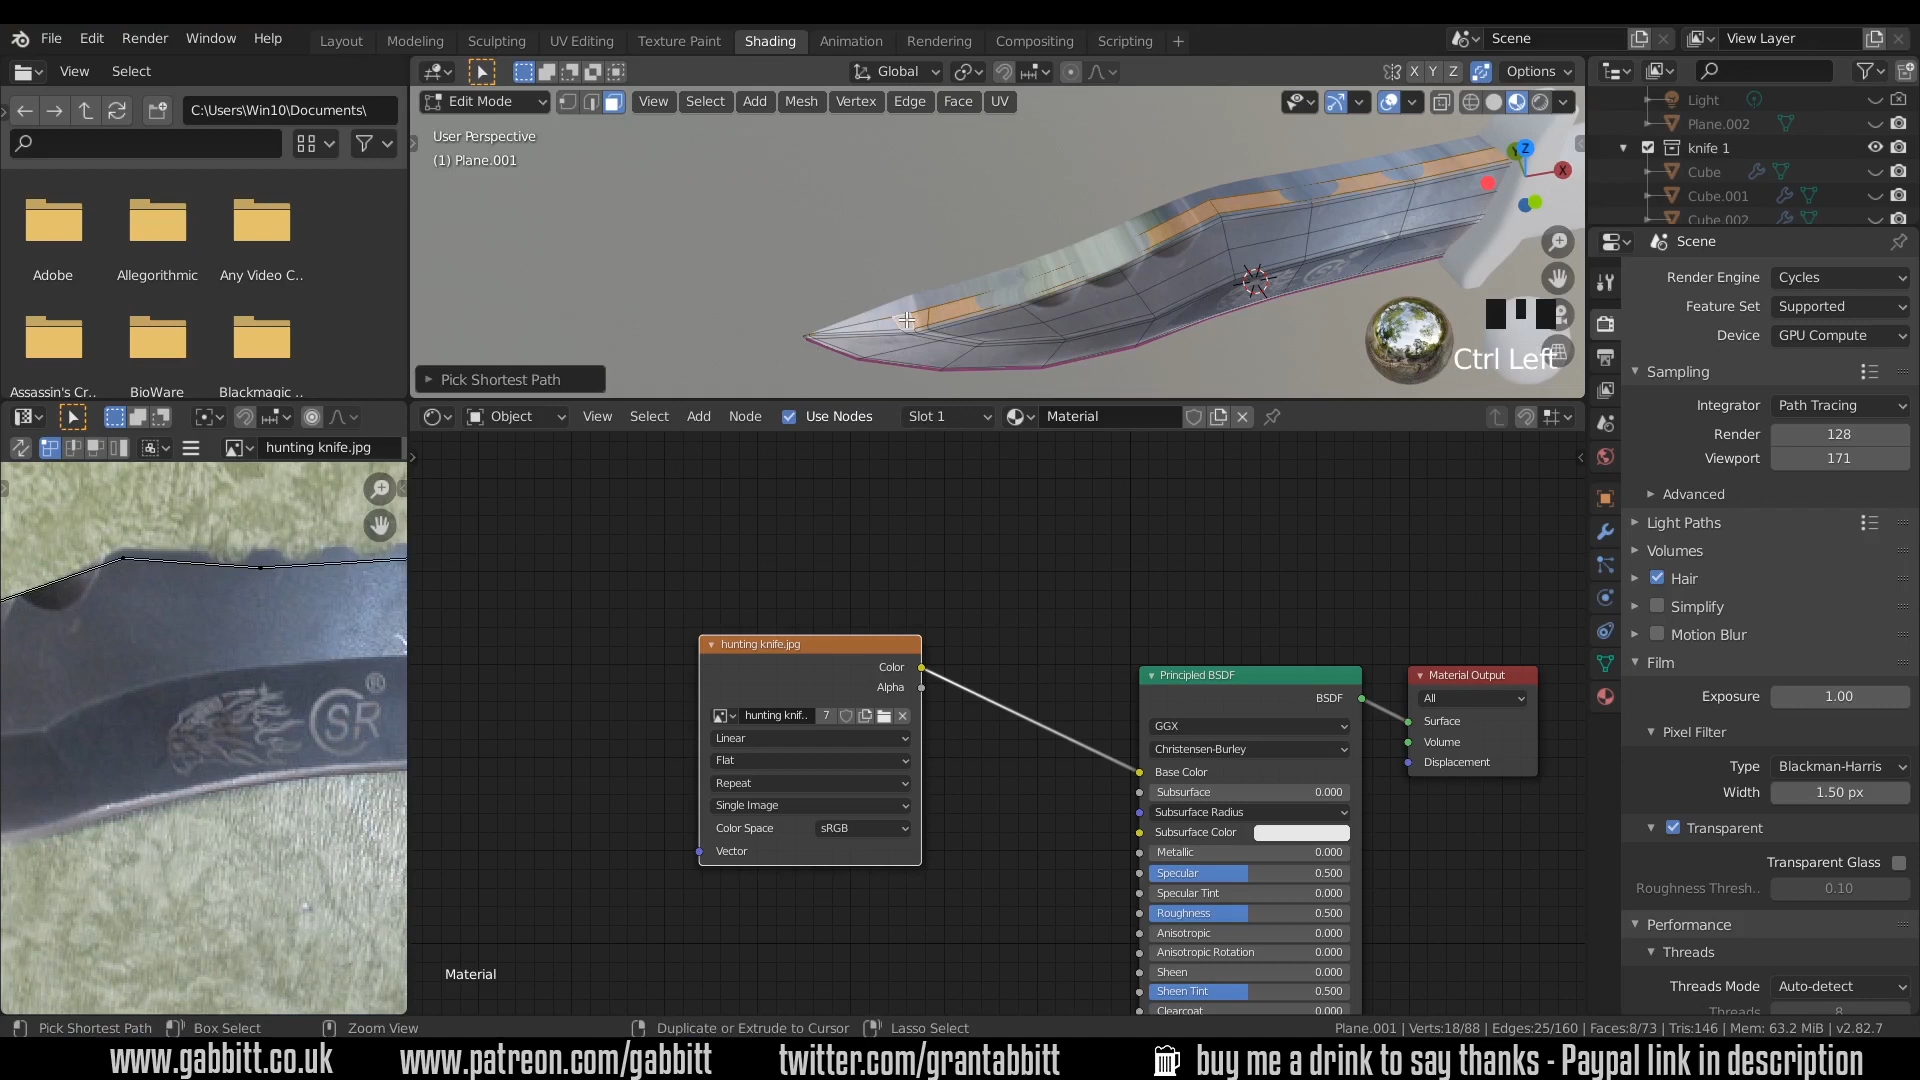 File Edit Render Window Help
Layout Modeling Sculpting UV Editing Texture Paint Shading Animation Rendering Compositing Scripting
Scene
View Layer
View Select
Global
Options
X Y Z
C:\Users\Win10\Documents\
Edit Mode
View Select Add Mesh Vertex Edge Face UV
User Perspective
(1) Plane.001
Light
Plane.002
knife 1
Cube
Cube.001
Cube.002
Adobe
Allegorithmic
Any Video C..
Assassin's Cr..
BioWare
Blackmagic ..
SR
Z
X
Ctrl Left
Pick Shortest Path
Scene
Render Engine
Cycles
Feature Set
Supported
Device
GPU Compute
Sampling
Integrator
Path Tracing
Render
128
Viewport
171
Advanced
Light Paths
Volumes
Hair
Simplify
Motion Blur
Film
Exposure
1.00
Pixel Filter
Type
Blackman-Harris
Width
1.50 px
Transparent
Transparent Glass
Roughness Thresh..
0.10
Performance
Threads
Threads Mode
Auto-detect
Threads
8
Object
View Select Add Node
Use Nodes
Slot 1
Material
hunting knife.jpg
SR
®
hunting knife.jpg
Color
Alpha
hunting knif..
7
Linear
Flat
Repeat
Single Image
Color Space
sRGB
Vector
Principled BSDF
BSDF
GGX
Christensen-Burley
Base Color
Subsurface
0.000
Subsurface Radius
Subsurface Color
Metallic
0.000
Specular
0.500
Specular Tint
0.000
Roughness
0.500
Anisotropic
0.000
Anisotropic Rotation
0.000
Sheen
0.000
Sheen Tint
0.500
Clearcoat
0.000
Material Output
All
Surface
Volume
Displacement
Material
Pick Shortest Path
Box Select
Zoom View
Duplicate or Extrude to Cursor
Lasso Select
Plane.001 | Verts:18/88 | Edges:25/160 | Faces:8/73 | Tris:146 | Mem: 63.2 MiB | v2.82.7
www.gabbitt.co.uk
www.patreon.com/gabbitt
twitter.com/grantabbitt
buy me a drink to say thanks - Paypal link in description